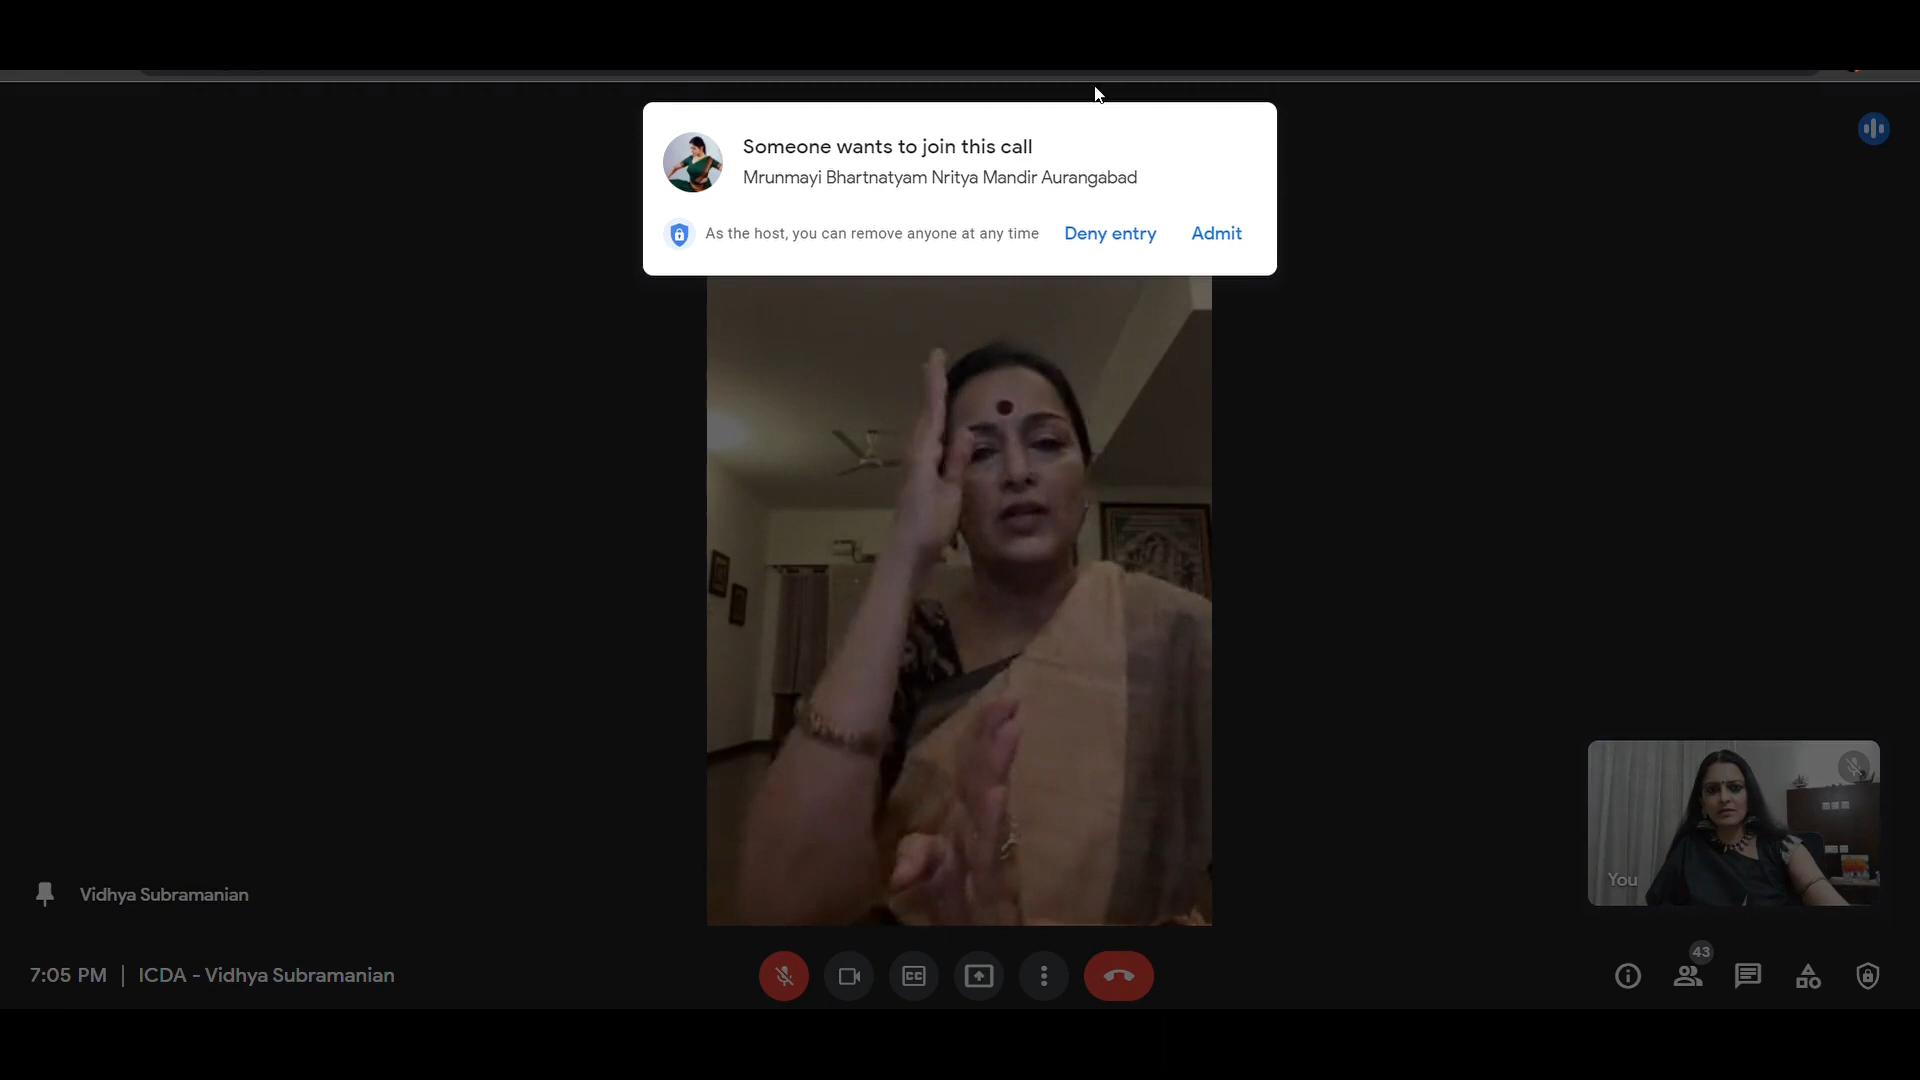 Someone wants to join this call
Mrunmayi Bhartnatyam Nritya Mandir Aurangabad
As the host, you can remove anyone at any time
Deny entry
Admit
You
Vidhya Subramanian
7:05 PM | ICDA - Vidhya Subramanian
CC
43